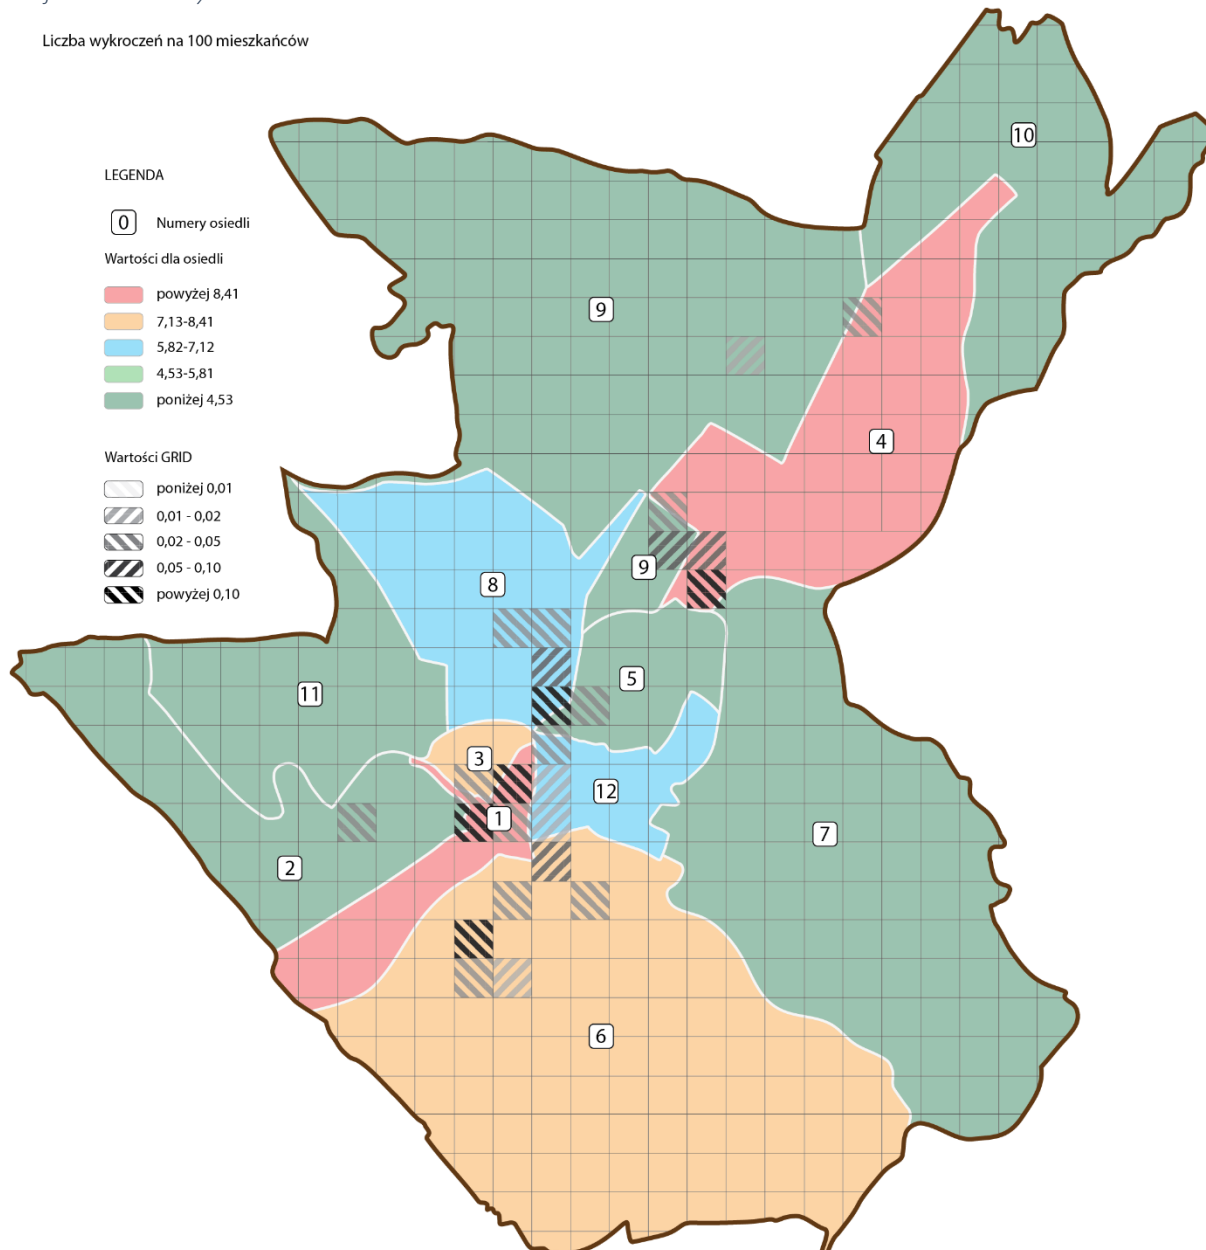 Liczba wykroczeń na 100 mieszkańców
LEGENDA
0 Numery osiedli
Wartości dla osiedli
powyżej 8,41
7,13-8,41
5,82-7,12
4,53-5,81
poniżej 4,53
Wartości GRID
poniżej 0,01
0,01 - 0,02
0,02 - 0,05
0,05 - 0,10
powyżej 0,10
10
9
4
9
8
5
11
3
12
1
7
2
6